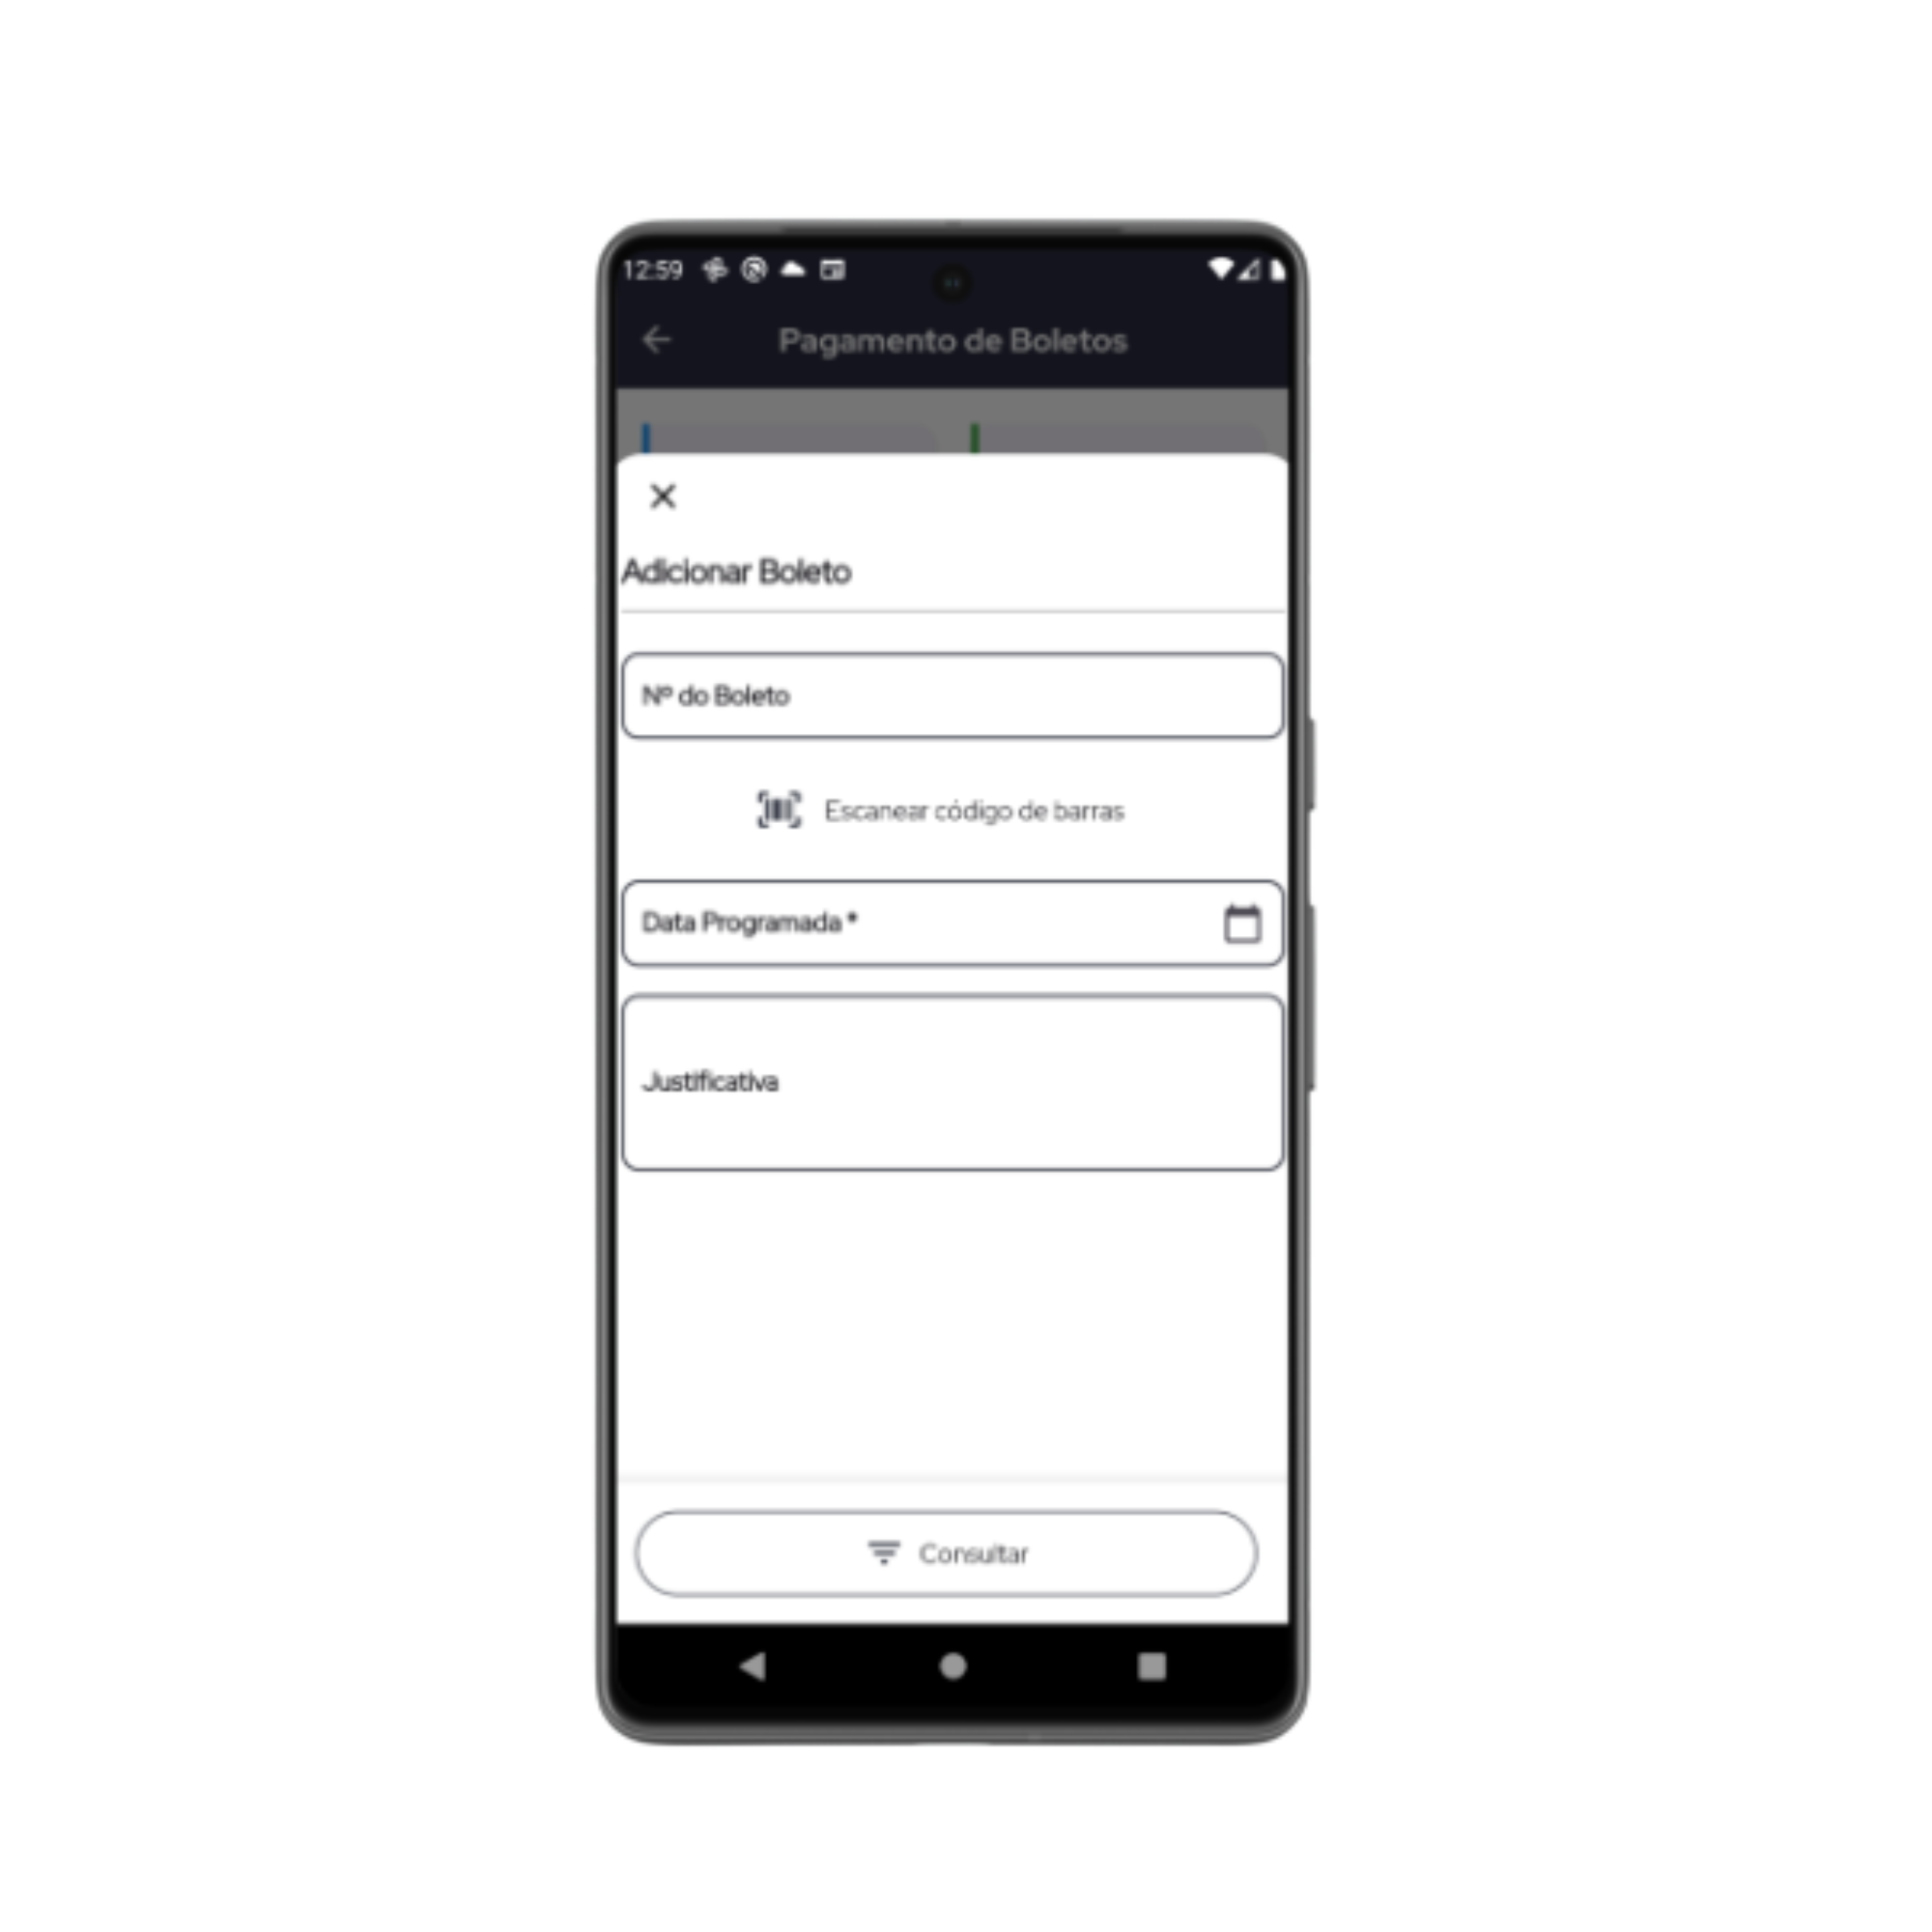 12:59
Pagamento de Boletos
Adicionar Boleto
Nº do Boleto
Escanear código de barras
Data Programada *
Justificativa
Consultar